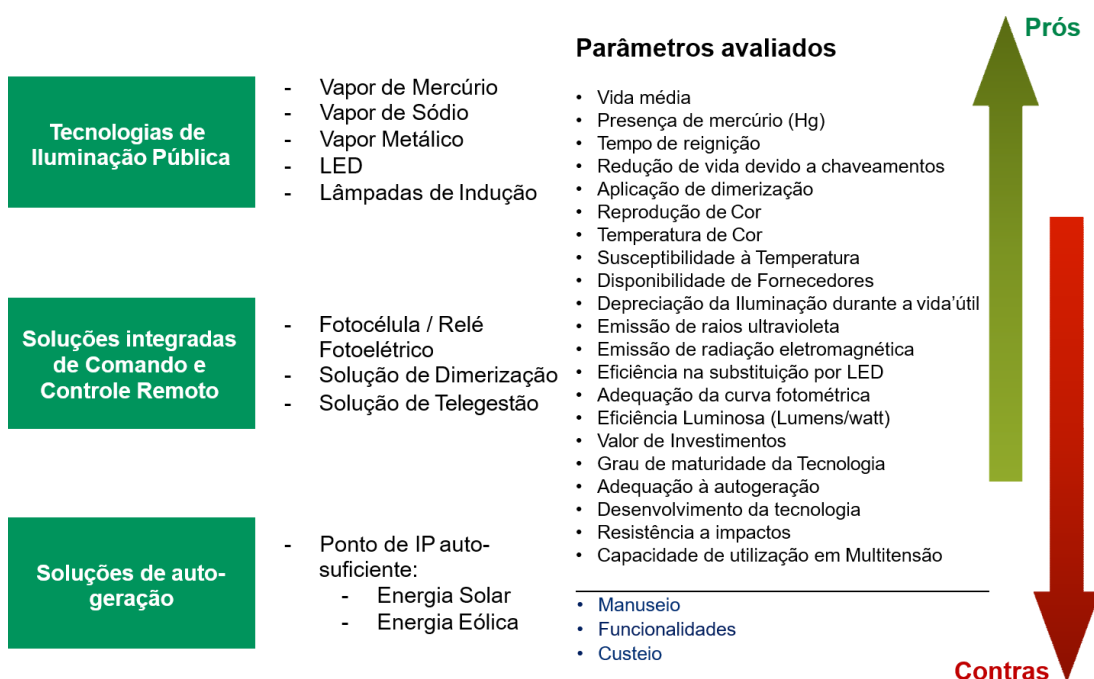 Prós
Parâmetros avaliados
Tecnologias de
Iluminação Pública
- Vapor de Mercúrio
- Vapor de Sódio
- Vapor Metálico
- LED
- Lâmpadas de Indução
Soluções integradas
de Comando e
Controle Remoto
- Fotocélula / Relé
Fotoelétrico
- Solução de Dimerização
- Solução de Telegestão
Soluções de auto-
geração
- Ponto de IP auto-
suficiente:
- Energia Solar
- Energia Eólica
• Vida média
• Presença de mercúrio (Hg)
• Tempo de reignição
• Redução de vida devido a chaveamentos
• Aplicação de dimerização
• Reprodução de Cor
• Temperatura de Cor
• Susceptibilidade à Temperatura
• Disponibilidade de Fornecedores
• Depreciação da Iluminação durante a vida'útil
• Emissão de raios ultravioleta
• Emissão de radiação eletromagnética
• Eficiência na substituição por LED
• Adequação da curva fotométrica
• Eficiência Luminosa (Lumens/watt)
• Valor de Investimentos
• Grau de maturidade da Tecnologia
• Adequação à autogeração
• Desenvolvimento da tecnologia
• Resistência a impactos
• Capacidade de utilização em Multitensão
• Manuseio
• Funcionalidades
• Custeio
Contras